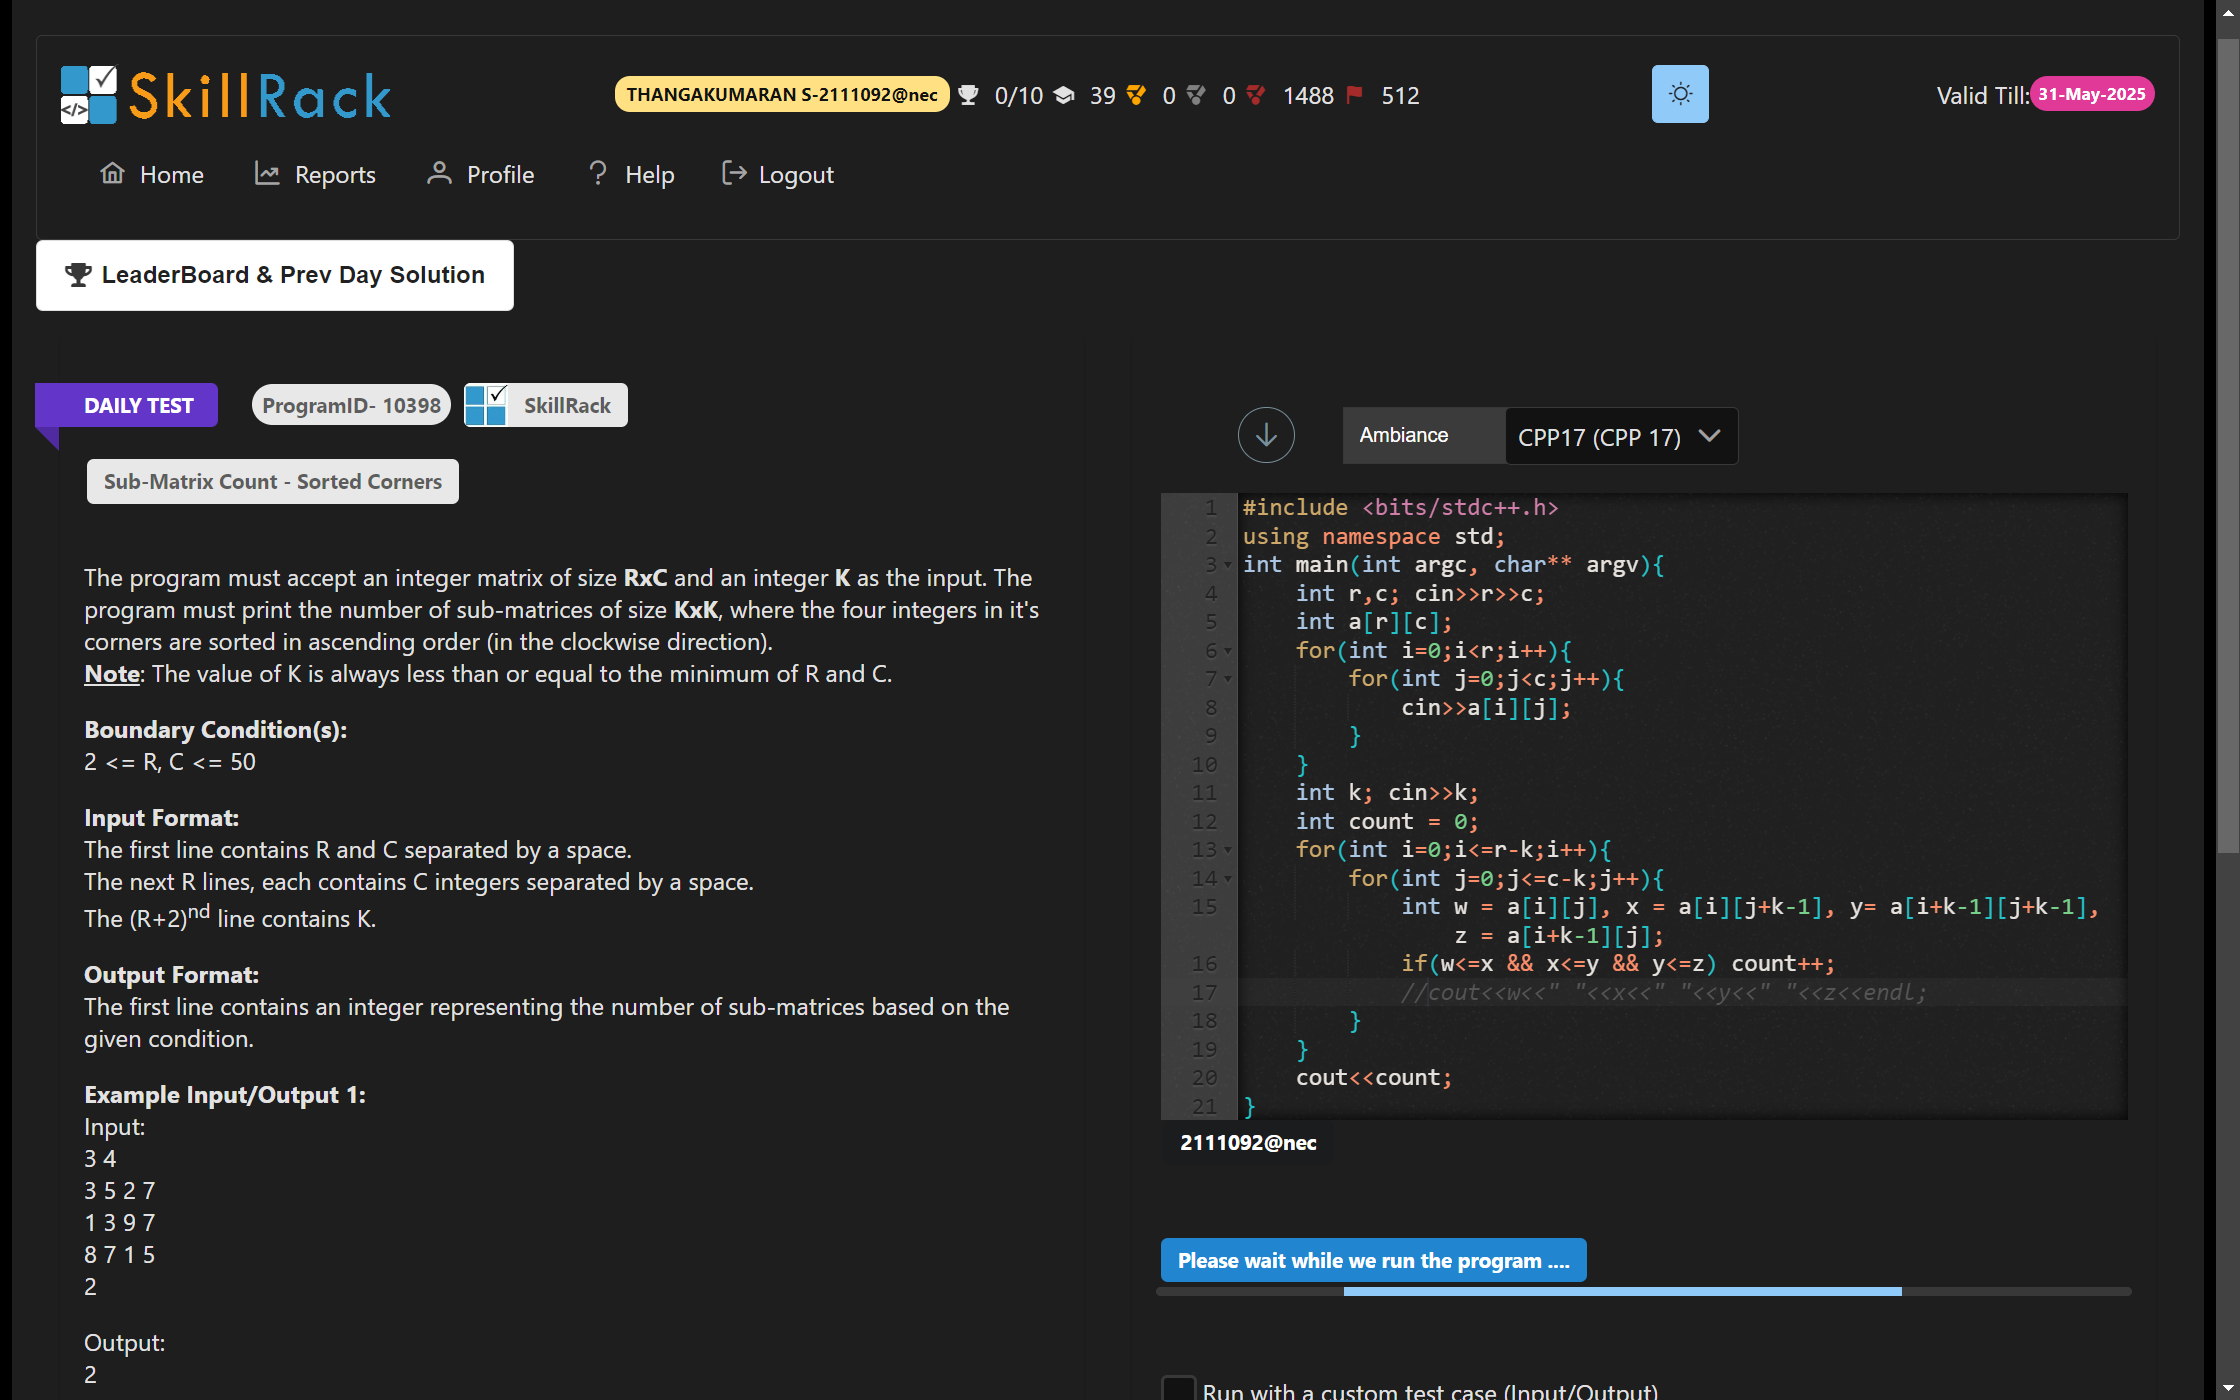 SkillRack
THANGAKUMARAN S-2111092@nec 0/10 39 0 0 1488 512
Valid Till: 31-May-2025
Home Reports Profile Help Logout
LeaderBoard & Prev Day Solution
DAILY TEST ProgramID- 10398 SkillRack
Sub-Matrix Count - Sorted Corners
The program must accept an integer matrix of size RxC and an integer K as the input. The
program must print the number of sub-matrices of size KxK, where the four integers in it's
corners are sorted in ascending order (in the clockwise direction).
Note: The value of K is always less than or equal to the minimum of R and C.
Boundary Condition(s):
2 <= R, C <= 50
Input Format:
The first line contains R and C separated by a space.
The next R lines, each contains C integers separated by a space.
The (R+2)nd line contains K.
Output Format:
The first line contains an integer representing the number of sub-matrices based on the
given condition.
Example Input/Output 1:
Input:
3 4
3 5 2 7
1 3 9 7
8 7 1 5
2
Output:
2
Ambiance CPP17 (CPP 17)
1 #include <bits/stdc++.h>
2 using namespace std;
3 int main(int argc, char** argv){
4     int r,c; cin>>r>>c;
5     int a[r][c];
6     for(int i=0;i<r;i++){
7         for(int j=0;j<c;j++){
8             cin>>a[i][j];
9         }
10     }
11     int k; cin>>k;
12     int count = 0;
13     for(int i=0;i<=r-k;i++){
14         for(int j=0;j<=c-k;j++){
15             int w = a[i][j], x = a[i][j+k-1], y= a[i+k-1][j+k-1],
                z = a[i+k-1][j];
16             if(w<=x && x<=y && y<=z) count++;
17             //cout<<w<<" "<<x<<" "<<y<<" "<<z<<endl;
18         }
19     }
20     cout<<count;
21 }
2111092@nec
Please wait while we run the program ....
Run with a custom test case (Input/Output)